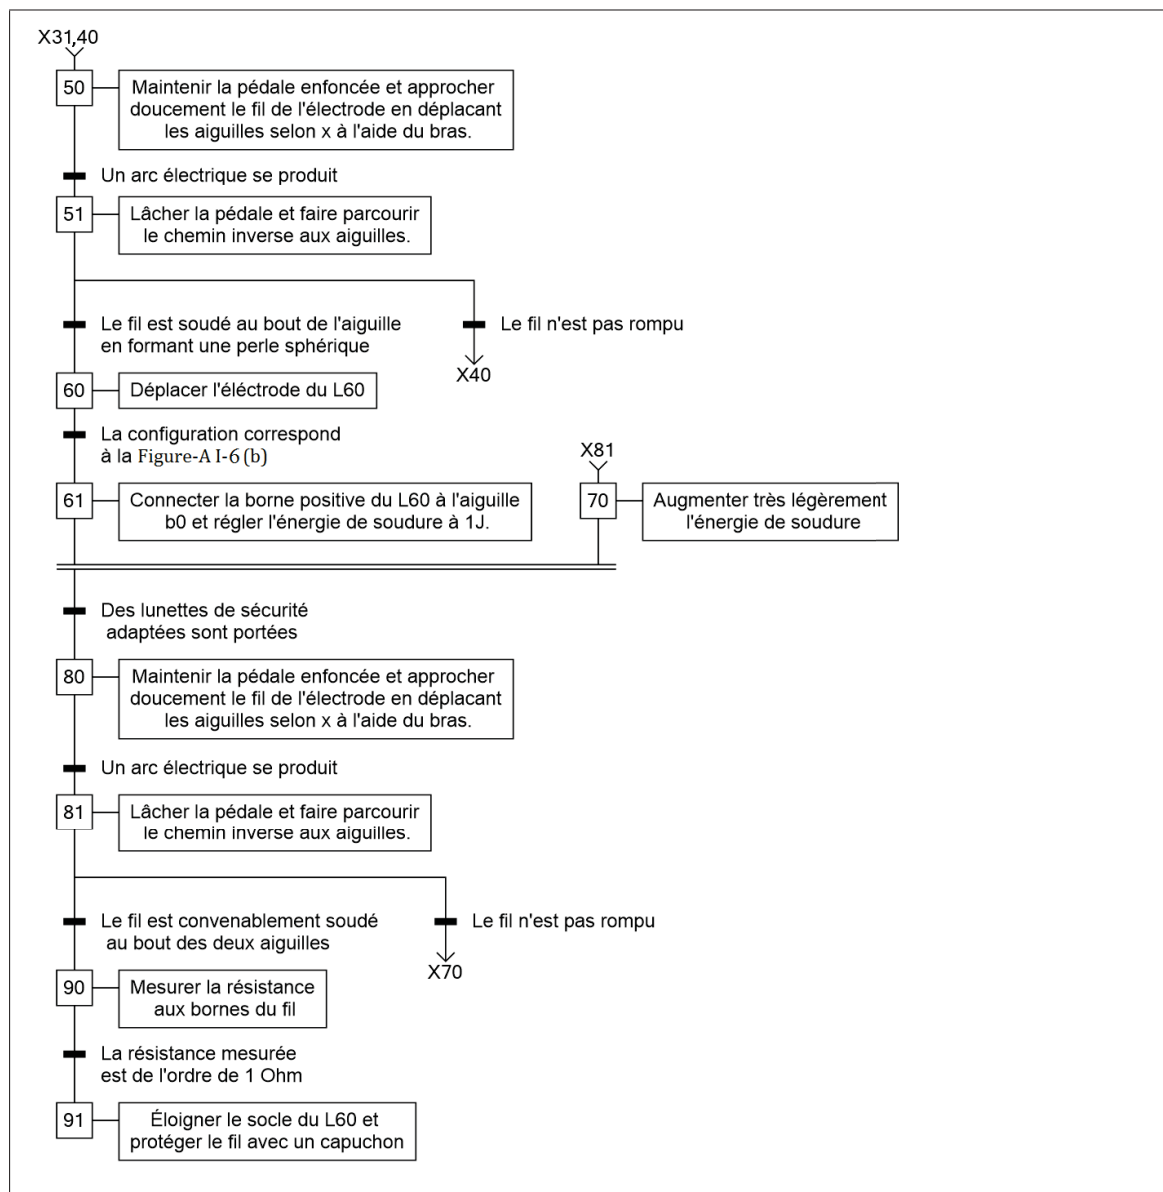 X31,40
50
Maintenir la pédale enfoncée et approcher
doucement le fil de l'électrode en déplacant
les aiguilles selon x à l'aide du bras.
Un arc électrique se produit
51
Lâcher la pédale et faire parcourir
le chemin inverse aux aiguilles.
Le fil est soudé au bout de l'aiguille
en formant une perle sphérique
Le fil n'est pas rompu
X40
60
Déplacer l'éléctrode du L60
La configuration correspond
à la Figure-A I-6 (b)
X81
61
Connecter la borne positive du L60 à l'aiguille
b0 et régler l'énergie de soudure à 1J.
70
Augmenter très légèrement
l'énergie de soudure
Des lunettes de sécurité
adaptées sont portées
80
Maintenir la pédale enfoncée et approcher
doucement le fil de l'électrode en déplacant
les aiguilles selon x à l'aide du bras.
Un arc électrique se produit
81
Lâcher la pédale et faire parcourir
le chemin inverse aux aiguilles.
Le fil est convenablement soudé
au bout des deux aiguilles
Le fil n'est pas rompu
X70
90
Mesurer la résistance
aux bornes du fil
La résistance mesurée
est de l'ordre de 1 Ohm
91
Éloigner le socle du L60 et
protéger le fil avec un capuchon